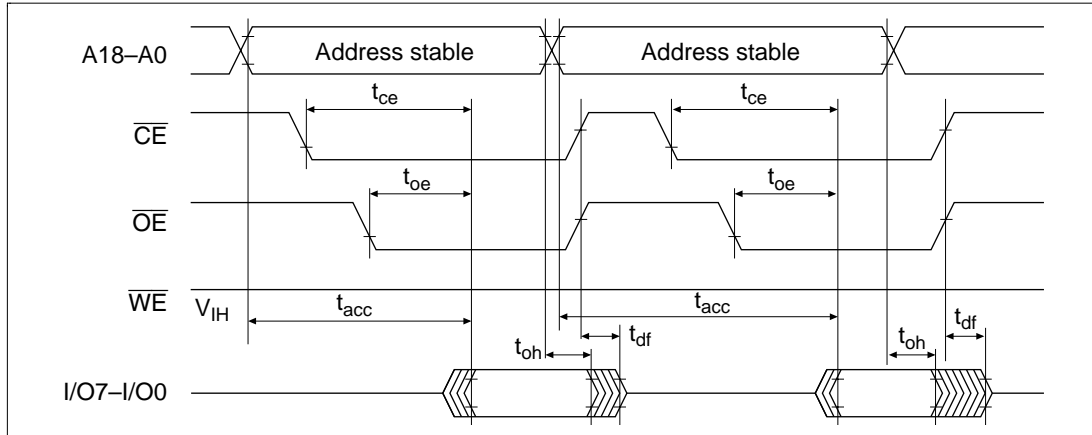 A18–A0
Address stable
Address stable
tce
tce
CE
toe
toe
OE
WE
VIH
tacc
tacc
toh
tdf
toh
tdf
I/O7–I/O0